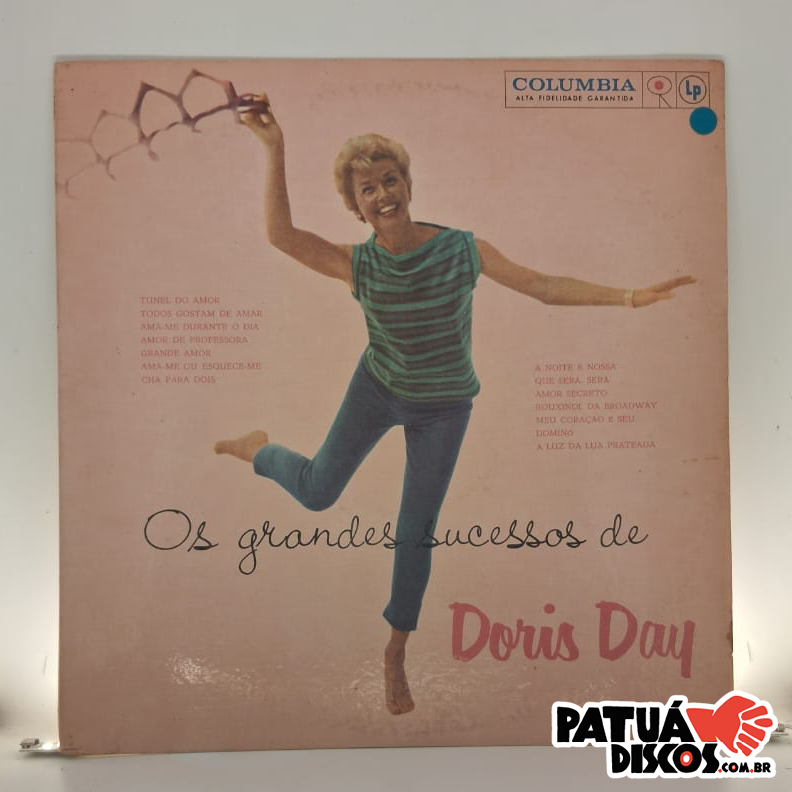 COLUMBIA
ALTA FIDELIDADE GARANTIDA
Lp
TUNEL DO AMOR
TODOS GOSTAM DE AMAR
AMA-ME DURANTE O DIA
AMOR DE PROFESSORA
GRANDE AMOR
AMA-ME OU ESQUECE-ME
CHA PARA DOIS
A NOITE E NOSSA
QUE SERA, SERA
AMOR SECRETO
ROUXINOL DA BROADWAY
MEU CORAÇAO E SEU
DOMINO
A LUZ DA LUA PRATEADA
Os grandes sucessos de
Doris Day
PATUÁ
DISCOS.COM.BR